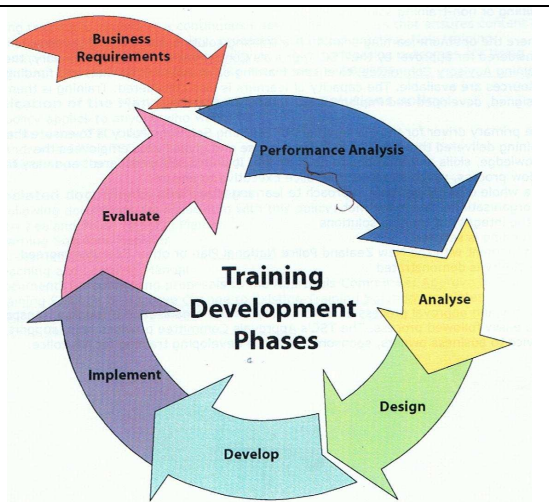 Business
Requirements
Performance Analysis
Evaluate
Analyse
Training
Development
Phases
Implement
Design
Develop